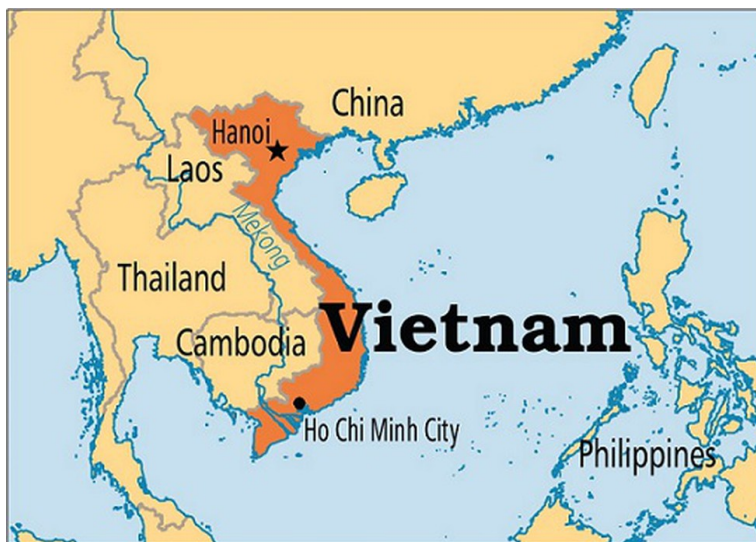 China
Hanoi
Laos
Mekong
Thailand
Vietnam
Cambodia
Ho Chi Minh City
Philippines